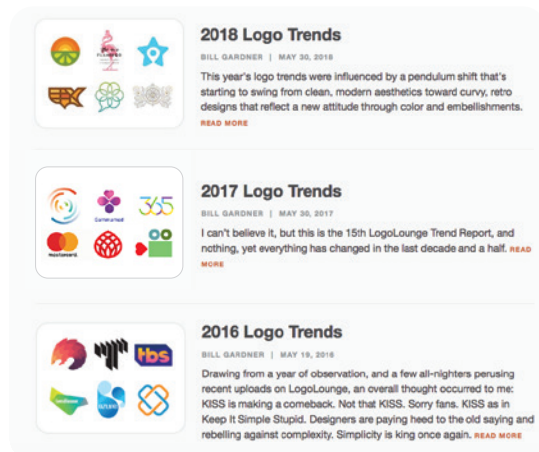 2018 Logo Trends
BILL GARDNER | MAY 30, 2018
This year's logo trends were influenced by a pendulum shift that's
starting to swing from clean, modern aesthetics toward curvy, retro
designs that reflect a new attitude through color and embellishments.
READ MORE
365
mastercard
2017 Logo Trends
BILL GARDNER | MAY 30, 2017
I can't believe it, but this is the 15th LogoLounge Trend Report, and
nothing, yet everything has changed in the last decade and a half. READ
MORE
tbs
2016 Logo Trends
BILL GARDNER | MAY 19, 2016
Drawing from a year of observation, and a few all-nighters perusing
recent uploads on LogoLounge, an overall thought occurred to me:
KISS is making a comeback. Not that KISS. Sorry fans. KISS as in
Keep It Simple Stupid. Designers are paying heed to the old saying and
rebelling against complexity. Simplicity is king once again. READ MORE